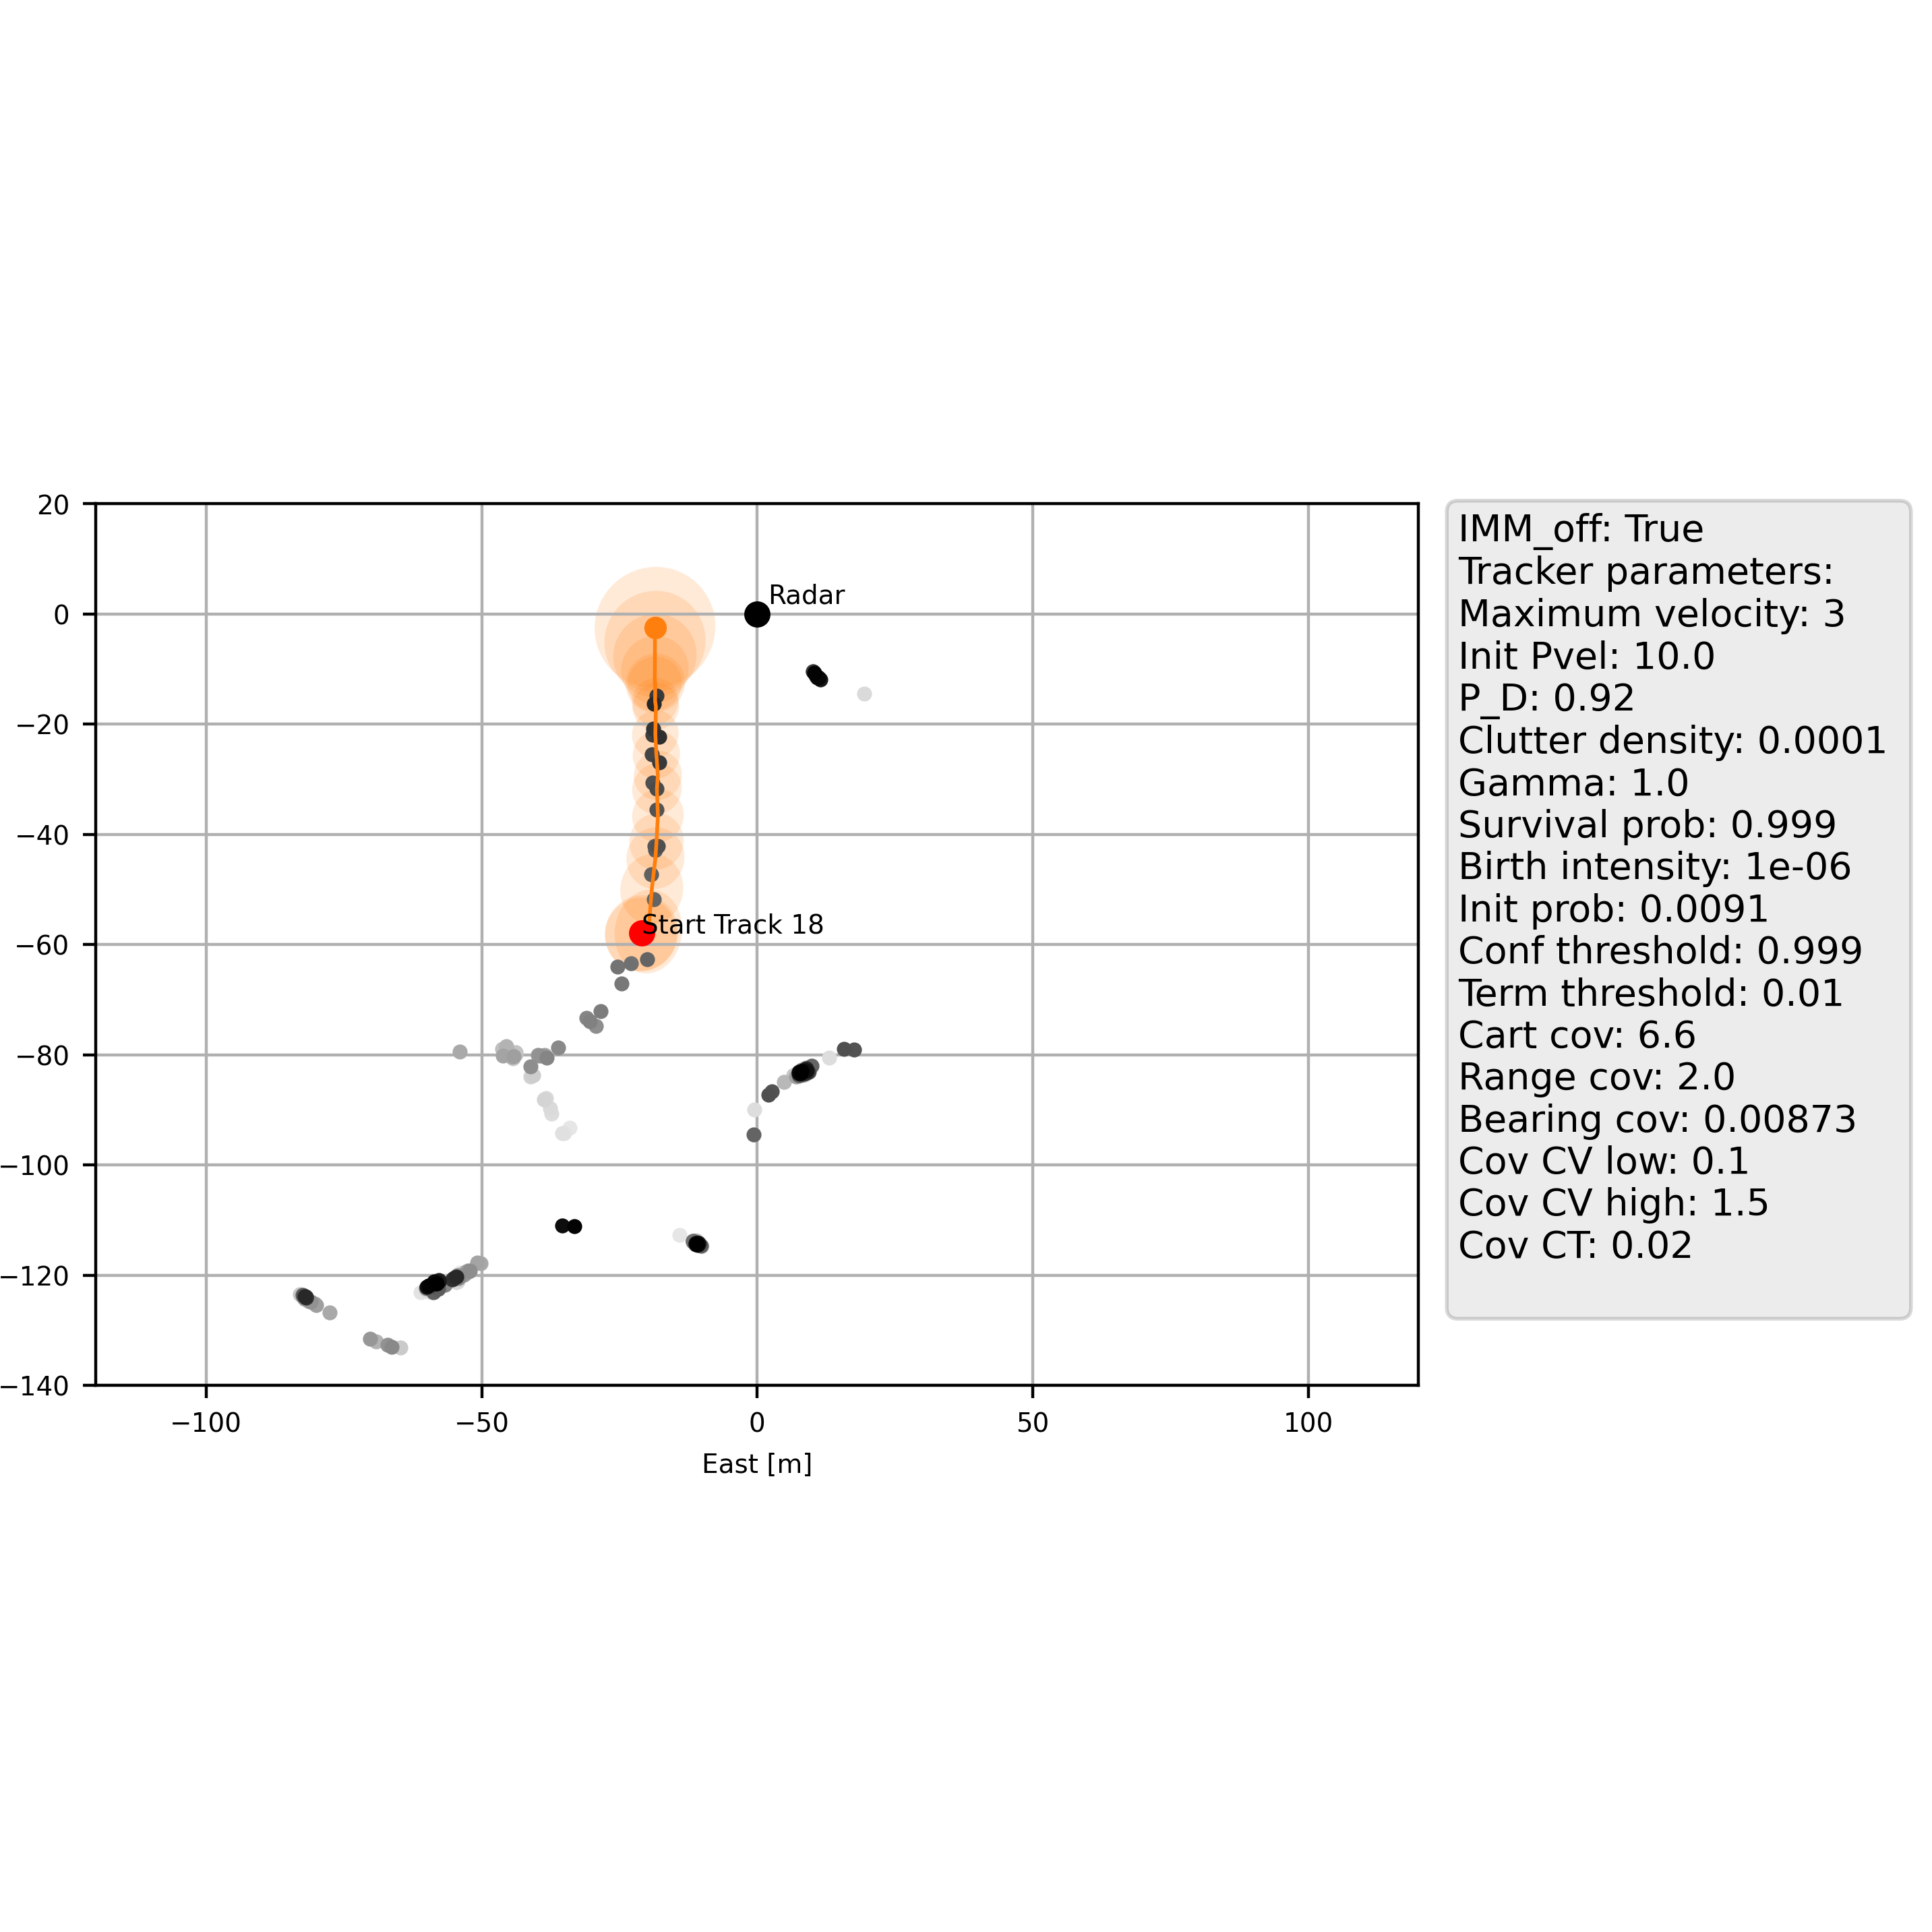 20
0
−20
−40
−60
−80
−100
−120
−140
−100
−50
0
50
100
East [m]
Radar
Start Track 18
IMM_off: True
Tracker parameters:
Maximum velocity: 3
Init Pvel: 10.0
P_D: 0.92
Clutter density: 0.0001
Gamma: 1.0
Survival prob: 0.999
Birth intensity: 1e-06
Init prob: 0.0091
Conf threshold: 0.999
Term threshold: 0.01
Cart cov: 6.6
Range cov: 2.0
Bearing cov: 0.00873
Cov CV low: 0.1
Cov CV high: 1.5
Cov CT: 0.02